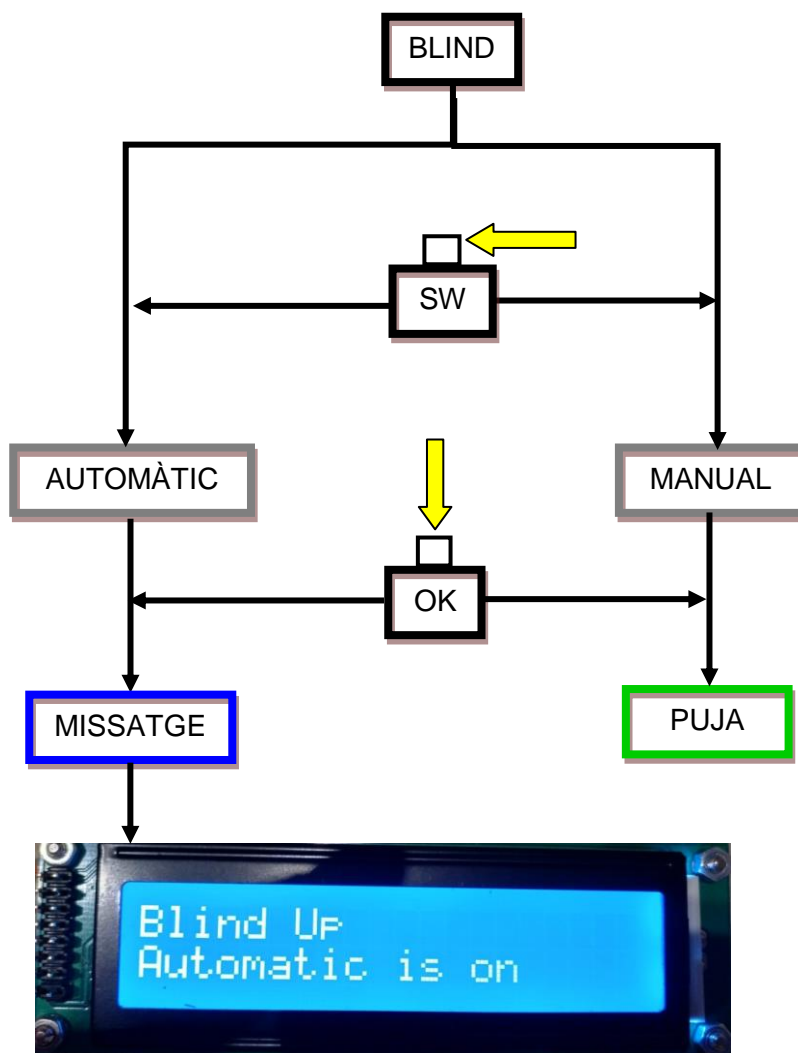 BLIND
SW
AUTOMÀTIC
MANUAL
OK
MISSATGE
PUJA
Blind Up
Automatic is on